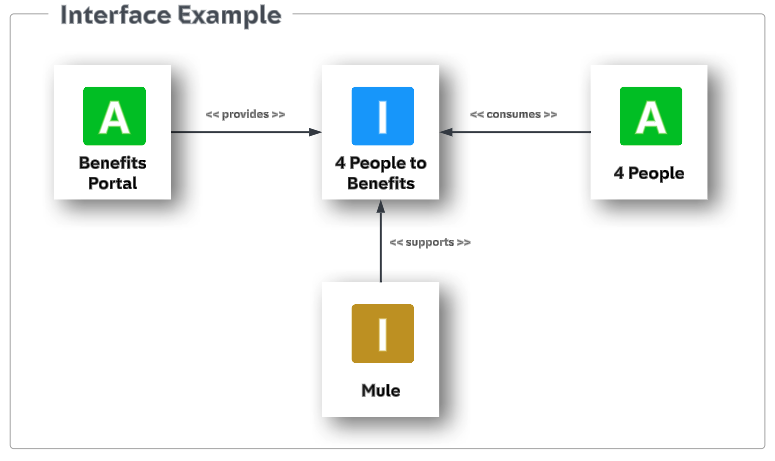 Interface Example
A
<< provides >>
I
<< consumes >>
A
Benefits
Portal
4 People to
Benefits
4 People
<< supports >>
I
Mule